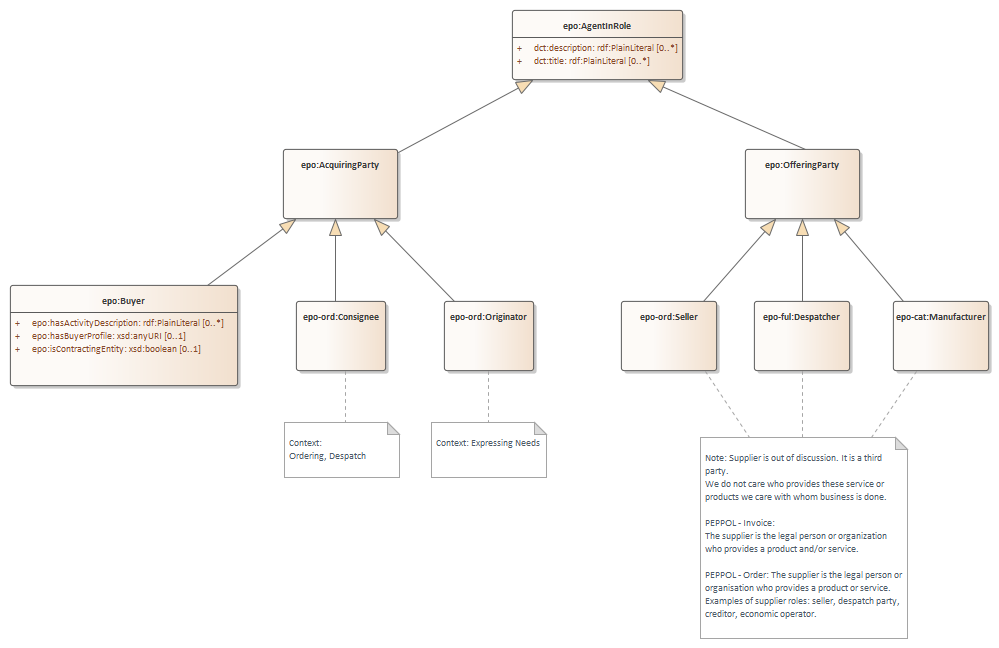 epo:AgentInRole
+ dct:description: rdf:PlainLiteral [0..*]
+ dct:title: rdf:PlainLiteral [0..*]
epo:AcquiringParty
epo:OfferingParty
epo:Buyer
+ epo:hasActivityDescription: rdf:PlainLiteral [0..*]
+ epo:hasBuyerProfile: xsd:anyURI [0..1]
+ epo:isContractingEntity: xsd:boolean [0..1]
epo-ord:Consignee
epo-ord:Originator
epo-ord:Seller
epo-ful:Despatcher
epo-cat:Manufacturer
Context:
Ordering, Despatch
Context: Expressing Needs
Note: Supplier is out of discussion. It is a third
party.
We do not care who provides these service or
products we care with whom business is done.
PEPPOL - Invoice:
The supplier is the legal person or organization
who provides a product and/or service.
PEPPOL - Order: The supplier is the legal person or
organisation who provides a product or service.
Examples of supplier roles: seller, despatch party,
creditor, economic operator.